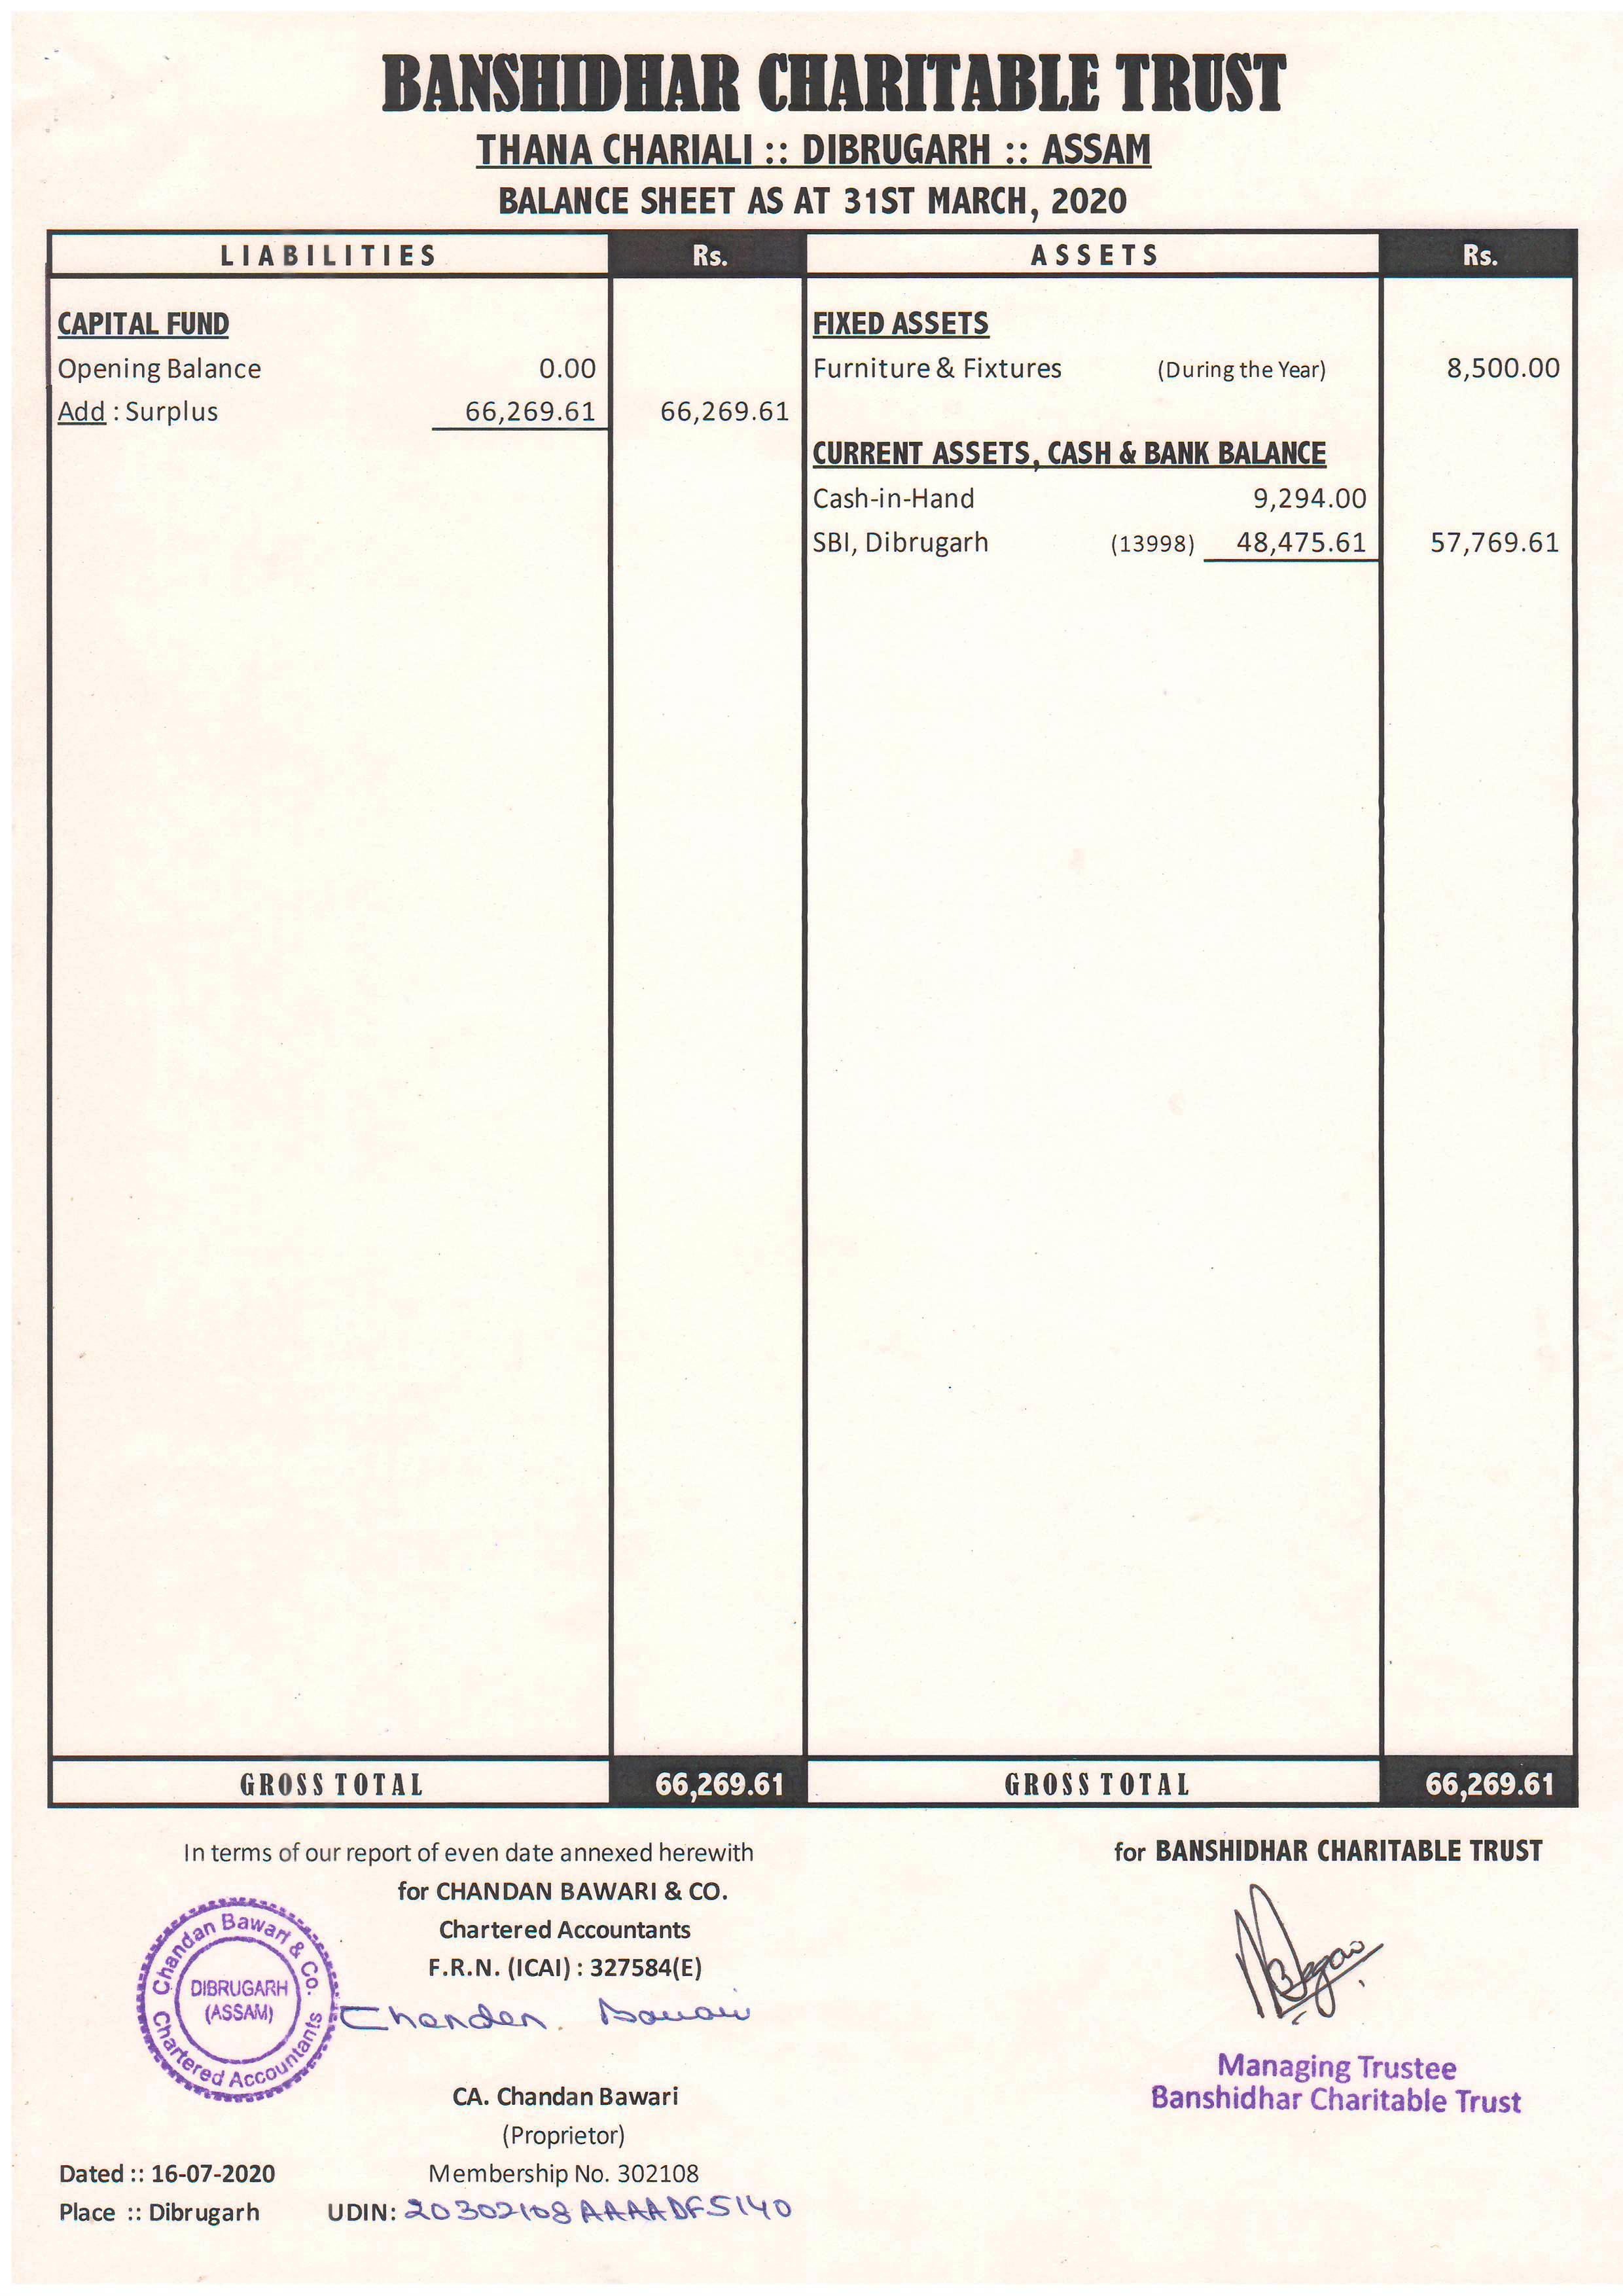 BANSHIDHAR CHARITABLE TRUST
THANA CHARIALI :: DIBRUGARH :: ASSAM
BALANCE SHEET AS AT 31ST MARCH, 2020
LIABILITIES Rs. ASSETS Rs.
CAPITAL FUND FIXED ASSETS
Opening Balance 0.00 Furniture & Fixtures (During the Year) 8,500.00
Add : Surplus 66,269.61 66,269.61
CURRENT ASSETS, CASH & BANK BALANCE
Cash-in-Hand 9,294.00
SBI, Dibrugarh (13998) 48,475.61 57,769.61
GROSS TOTAL 66,269.61 GROSS TOTAL 66,269.61
In terms of our report of even date annexed herewith
for CHANDAN BAWARI & CO.
Chartered Accountants
F.R.N. (ICAI) : 327584(E)
Chandan Bawari & Co.
DIBRUGARH
(ASSAM)
Chartered Accountants
Chandan Bawari
CA. Chandan Bawari
(Proprietor)
Dated :: 16-07-2020 Membership No. 302108
Place :: Dibrugarh UDIN: 20302108AAAADF5140
for BANSHIDHAR CHARITABLE TRUST
Managing Trustee
Banshidhar Charitable Trust